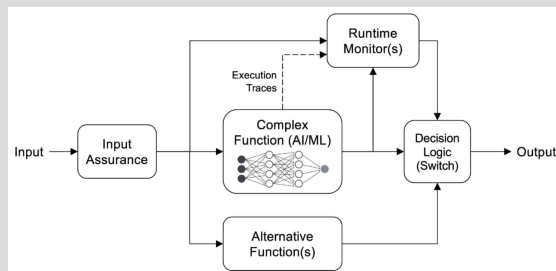 Runtime
Monitor(s)
Execution
Traces
Complex
Function (AI/ML)
Input
Input
Assurance
Decision
Logic
(Switch)
Output
Alternative
Function(s)